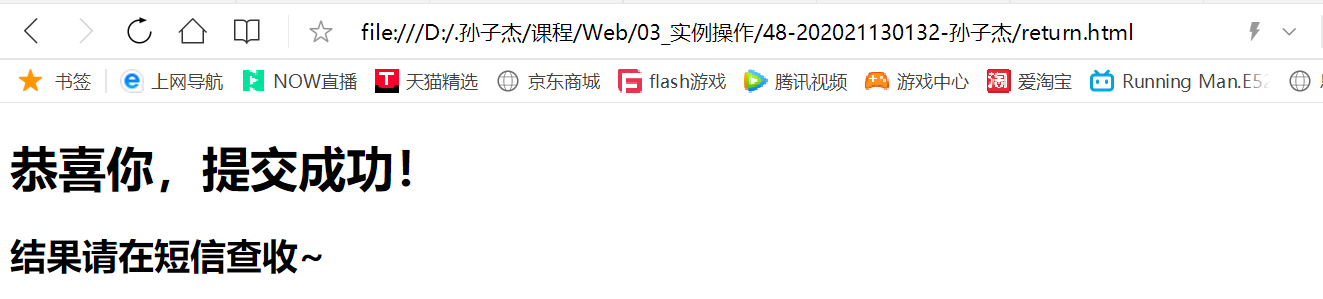 file:///D:/.孙子杰/课程/Web/03_实例操作/48-202021130132-孙子杰/return.html
书签 上网导航 NOW直播 天猫精选 京东商城 flash游戏 腾讯视频 游戏中心 爱淘宝 Running Man.E52
恭喜你，提交成功！
结果请在短信查收~